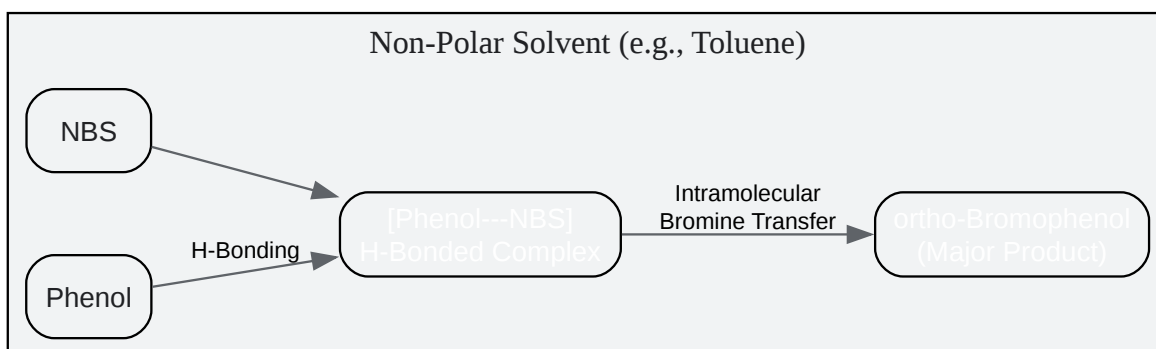 Non-Polar Solvent (e.g., Toluene)
NBS
H-Bonding
Phenol
[Phenol---NBS]
H-Bonded Complex
Intramolecular
Bromine Transfer
ortho-Bromophenol
(Major Product)